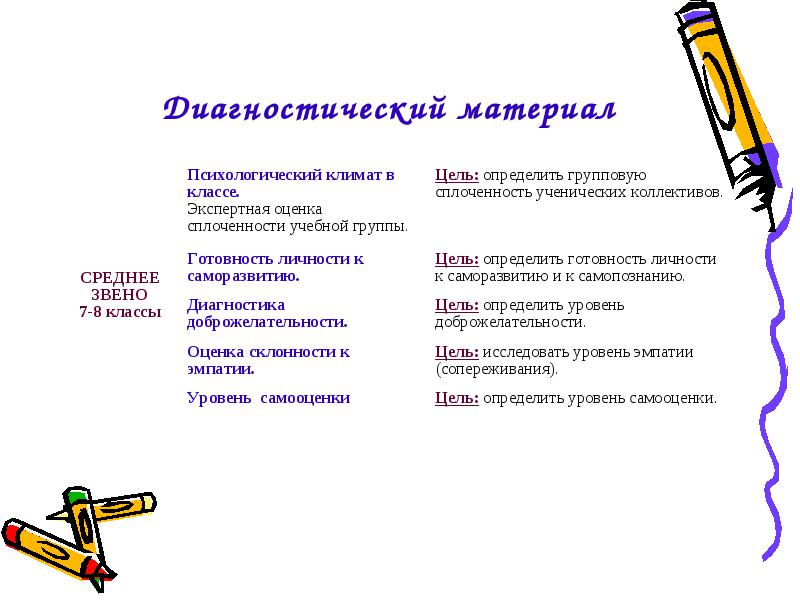 Диагностический материал
СРЕДНЕЕ
ЗВЕНО
7-8 классы
Психологический климат в
классе.
Экспертная оценка
сплоченности учебной группы.
Цель: определить групповую
сплоченность ученических коллективов.
Готовность личности к
саморазвитию.
Цель: определить готовность личности
к саморазвитию и к самопознанию.
Диагностика
доброжелательности.
Цель: определить уровень
доброжелательности.
Оценка склонности к
эмпатии.
Цель: исследовать уровень эмпатии
(сопереживания).
Уровень  самооценки
Цель: определить уровень самооценки.